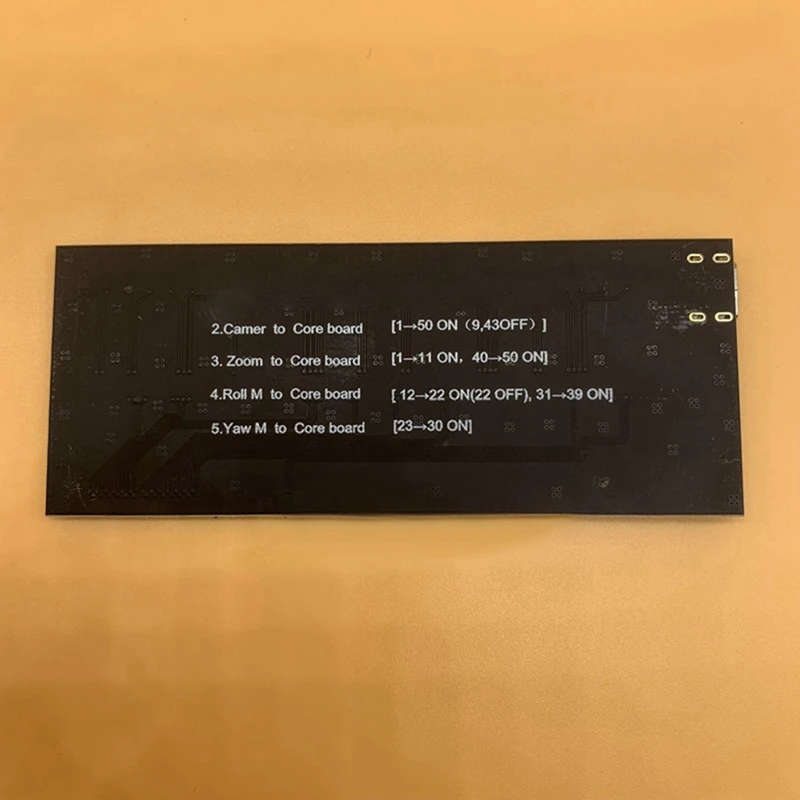 2.Camer to Core board [1→50 ON（9,43OFF）]
3. Zoom to Core board [1→11 ON，40→50 ON]
4.Roll M to Core board [ 12→22 ON(22 OFF), 31→39 ON]
5.Yaw M to Core board [23→30 ON]